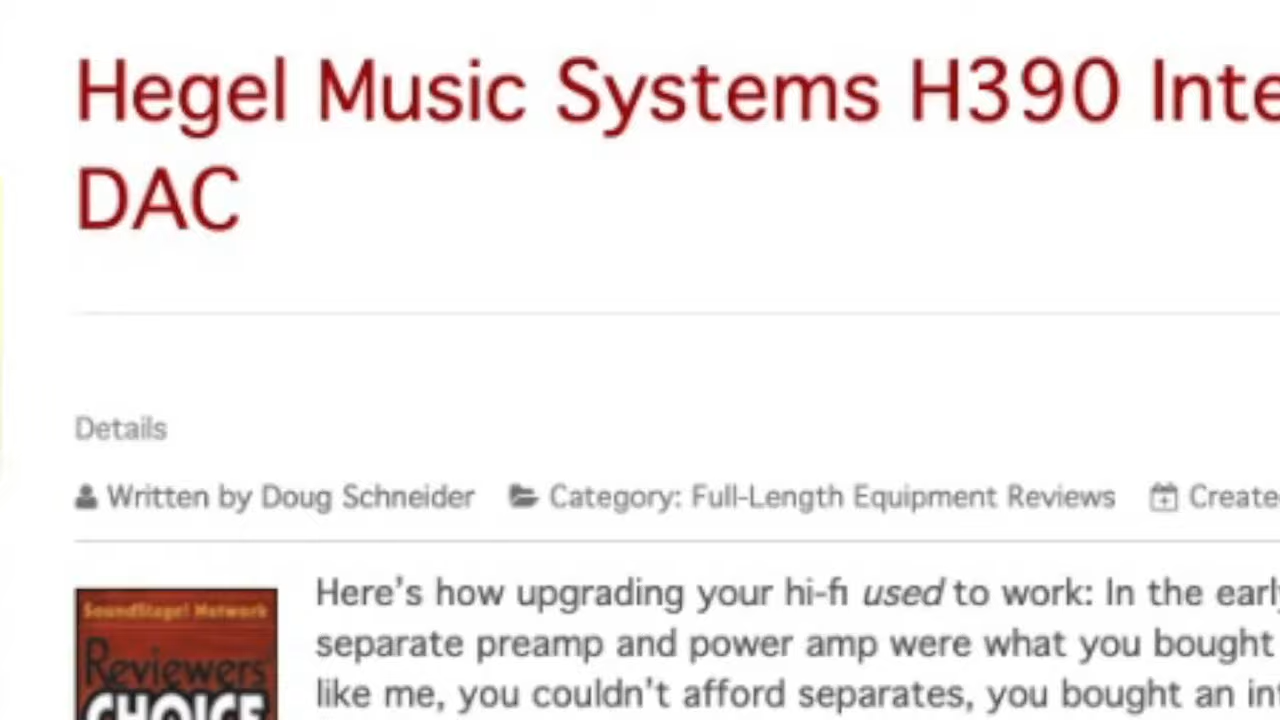 Hegel Music Systems H390 Inte
DAC
Details
Written by Doug Schneider Category: Full-Length Equipment Reviews Create
Here's how upgrading your hi-fi used to work: In the early
separate preamp and power amp were what you bought
like me, you couldn't afford separates, you bought an in
SoundStage! Network
Reviewers'
CHOICE